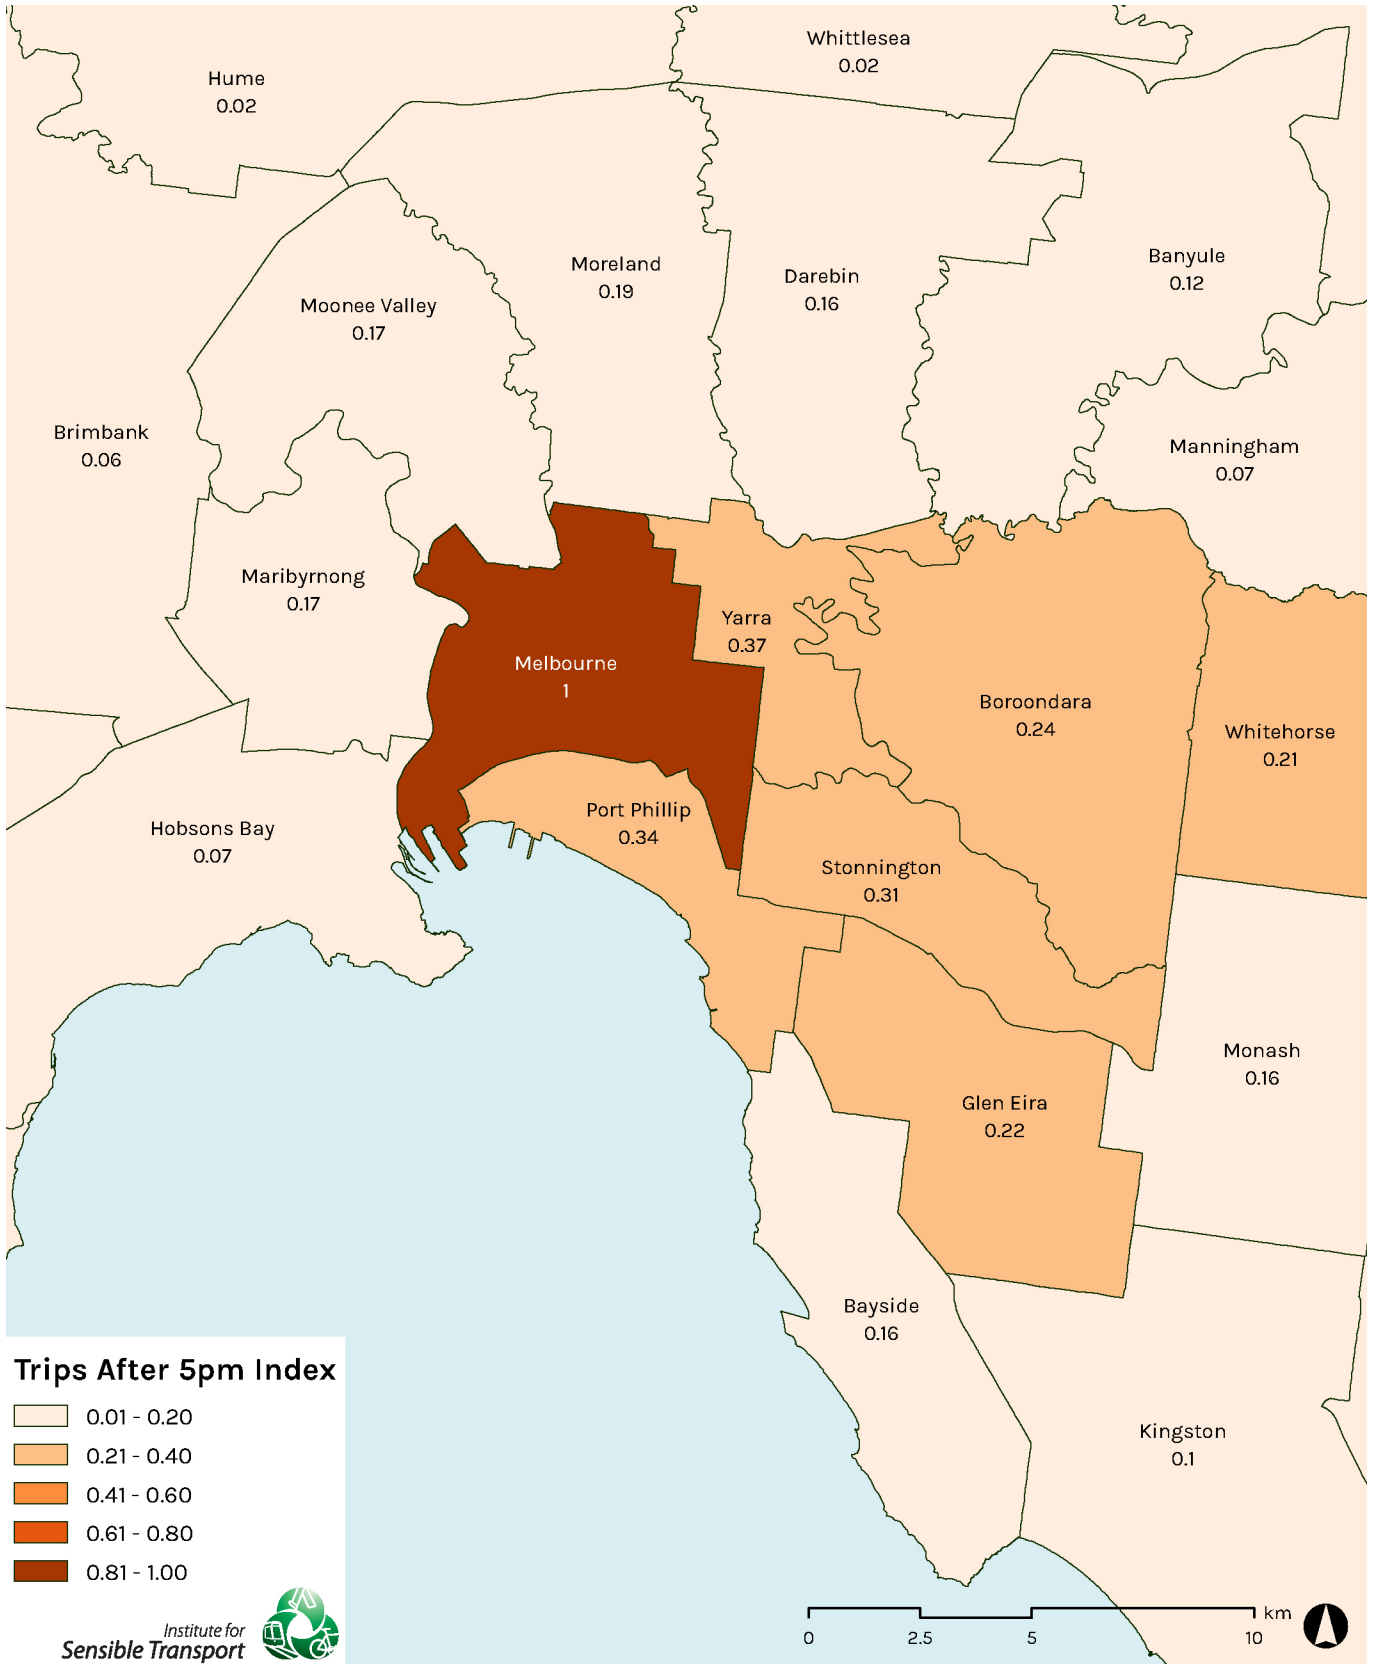 Whittlesea
0.02
Hume
0.02
Banyule
0.12
Moreland
0.19
Darebin
0.16
Moonee Valley
0.17
Brimbank
0.06
Manningham
0.07
Maribyrnong
0.17
Yarra
0.37
Melbourne
1
Boroondara
0.24
Whitehorse
0.21
Port Phillip
0.34
Hobsons Bay
0.07
Stonnington
0.31
Monash
0.16
Glen Eira
0.22
Bayside
0.16
Kingston
0.1
Trips After 5pm Index
0.01 - 0.20
0.21 - 0.40
0.41 - 0.60
0.61 - 0.80
0.81 - 1.00
Institute for
Sensible Transport
km
0 2.5 5 10